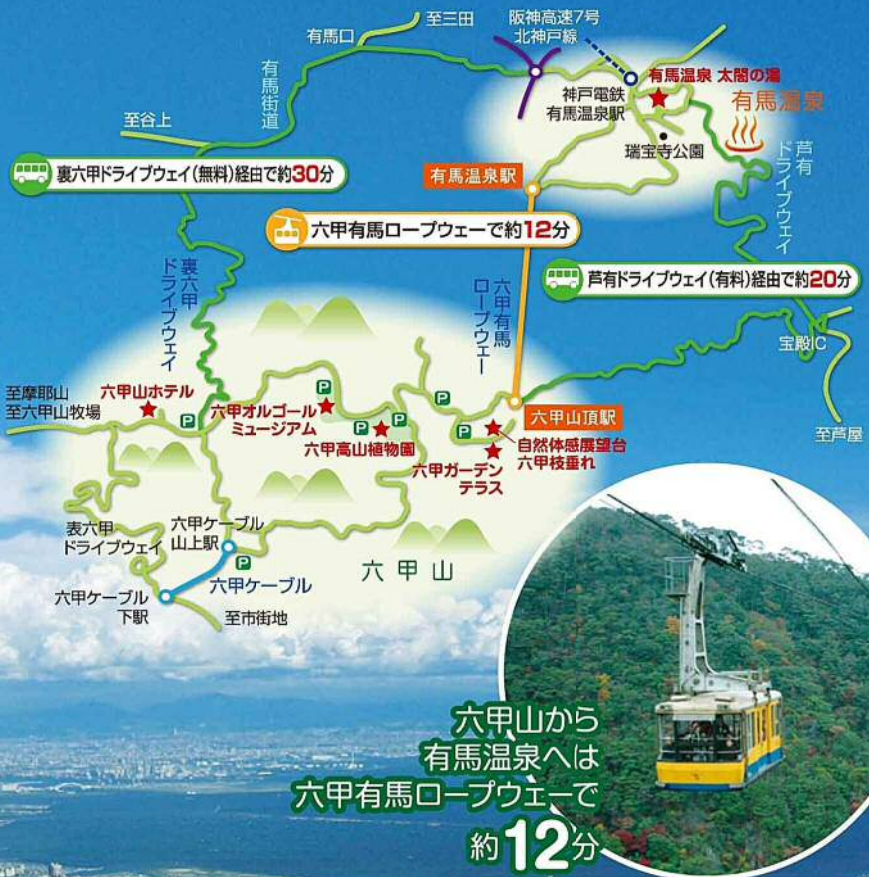 至三田
有馬口
阪神高速7号
北神戸線
有馬街道
至谷上
神戸電鉄
有馬温泉駅
有馬温泉 太閤の湯
有馬温泉
瑞宝寺公園
芦有
ドライブウェイ
裏六甲ドライブウェイ(無料)経由で約30分
有馬温泉駅
六甲有馬ロープウェーで約12分
芦有ドライブウェイ(有料)経由で約20分
裏六甲
ドライブウェイ
六甲有馬
ロープウェー
宝殿IC
至芦屋
至摩耶山
至六甲山牧場
六甲山ホテル
P
六甲オルゴール
ミュージアム
P
P
P
六甲高山植物園
P
P
六甲山頂駅
自然体感展望台
六甲枝垂れ
六甲ガーデン
テラス
表六甲
ドライブウェイ
六甲ケーブル
山上駅
P
六甲ケーブル
六甲山
六甲ケーブル
下駅
至市街地
六甲山から
有馬温泉へは
六甲有馬ロープウェーで
約12分